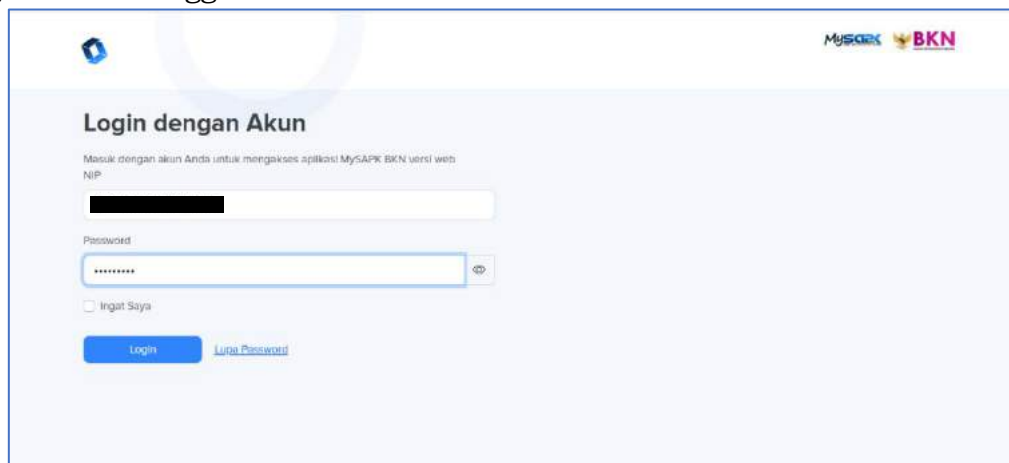 MySAPK BKN
Login dengan Akun
Masuk dengan akun Anda untuk mengakses aplikasi MySAPK BKN versi web
NIP
Password
•••••••••
Ingat Saya
Login Lupa Password